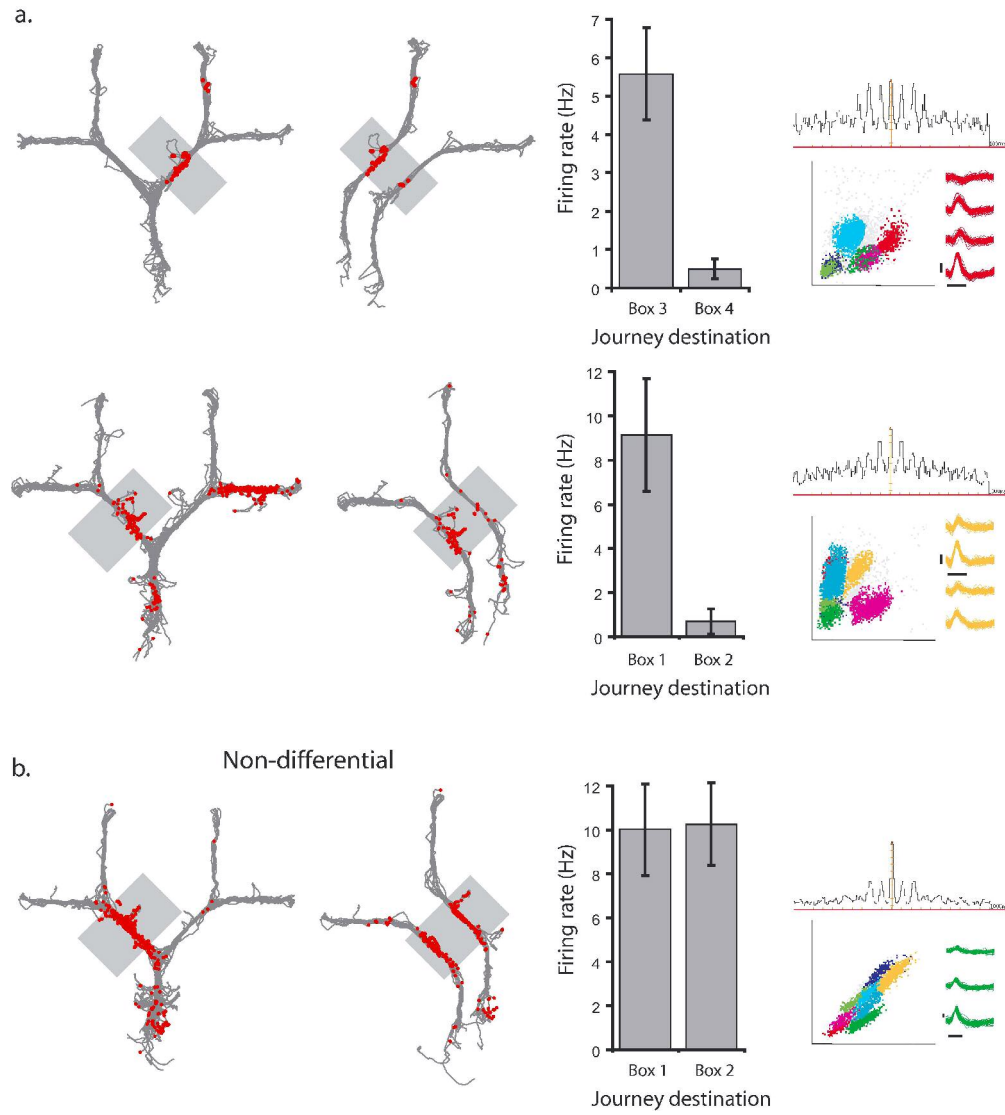 a.
7
6
5
4
3
2
1
0
Firing rate (Hz)
Box 3 Box 4
Journey destination
12
10
8
6
4
2
0
Firing rate (Hz)
Box 1 Box 2
Journey destination
b.
Non-differential
12
10
8
6
4
2
0
Firing rate (Hz)
Box 1 Box 2
Journey destination